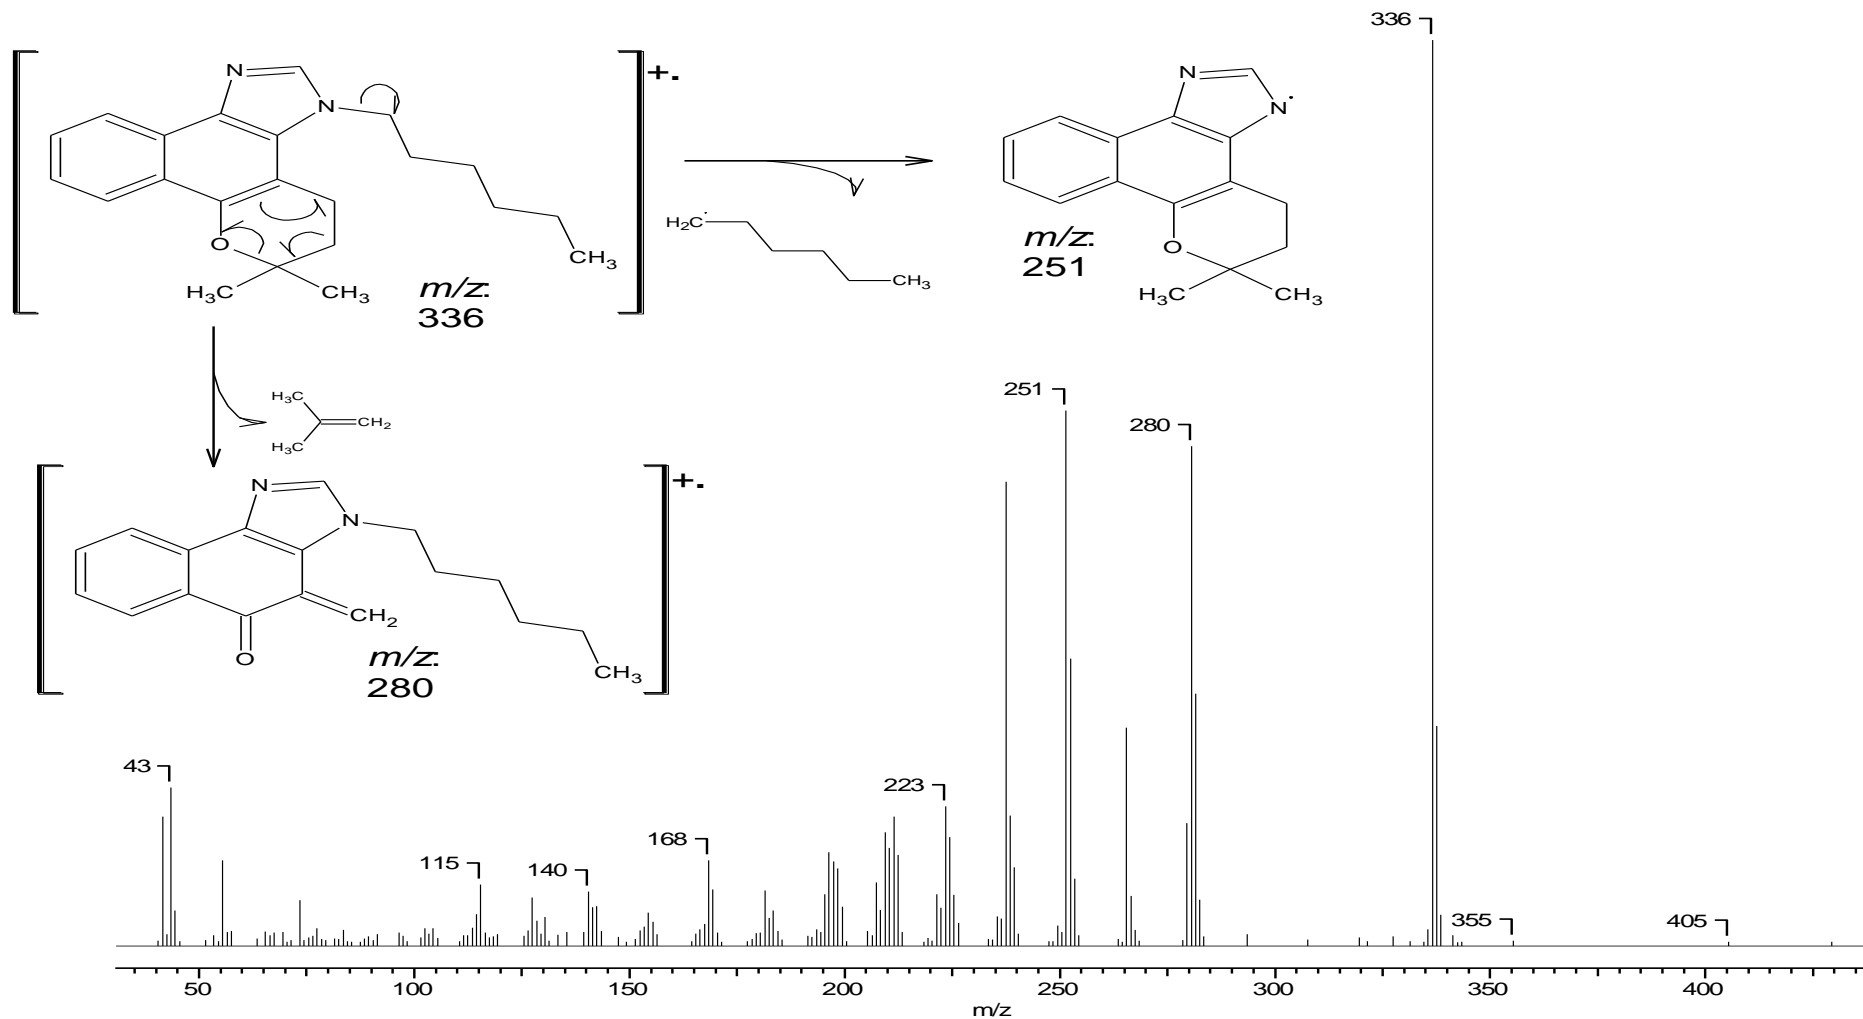 336
+.
N
N
N
N·
O
O
H₃C
CH₃
CH₃
m/z:
336
H₂C·
CH₃
m/z:
251
H₃C
CH₃
H₃C
CH₂
H₃C
251
280
+.
N
N
CH₂
O
m/z:
280
CH₃
43
115
140
168
223
355
405
50
100
150
200
250
300
350
400
m/z